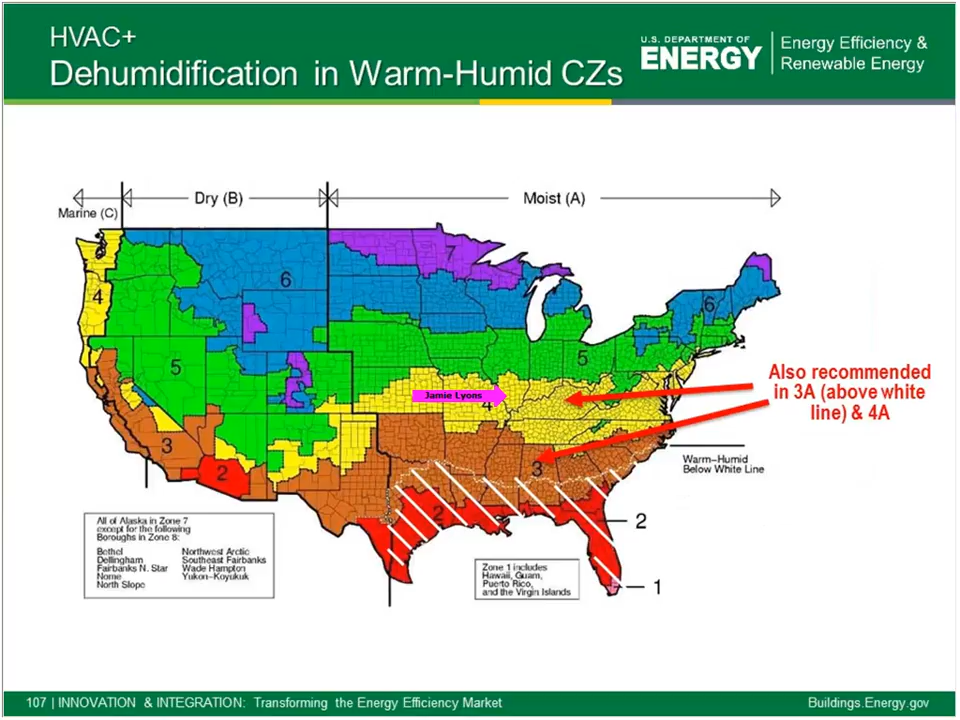 HVAC+
Dehumidification in Warm-Humid CZs
U.S. DEPARTMENT OF
ENERGY
Energy Efficiency &
Renewable Energy
Marine (C)
Dry (B)
Moist (A)
7
6
6
4
5
5
Also recommended
in 3A (above white
line) & 4A
Jamie Lyons
4
3
3
Warm-Humid
Below White Line
2
2
2
1
All of Alaska in Zone 7
except for the following
Boroughs in Zone 8:
Bethel
Dellingham
Fairbanks N. Star
Nome
North Slope
Northwest Arctic
Southeast Fairbanks
Wade Hampton
Yukon-Koyukuk
Zone 1 includes
Hawaii, Guam,
Puerto Rico,
and the Virgin Islands
107 | INNOVATION & INTEGRATION: Transforming the Energy Efficiency Market
Buildings.Energy.gov